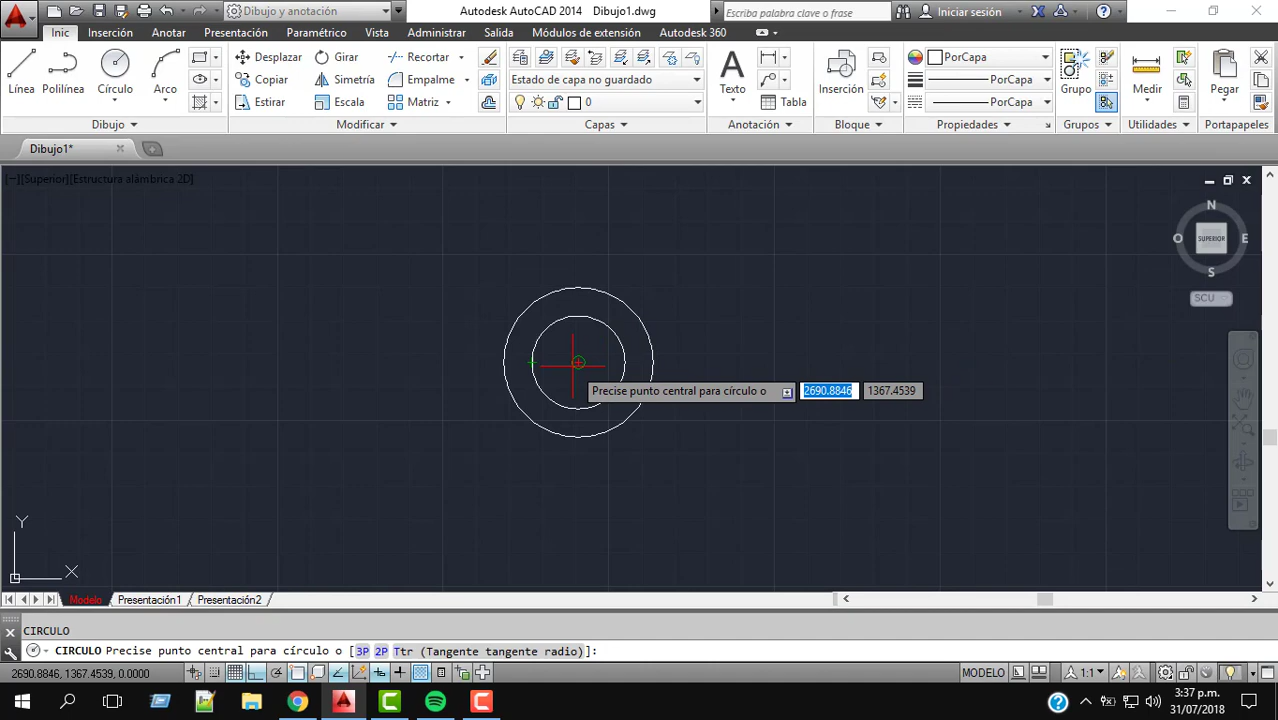 Dibujo y anotación
Autodesk AutoCAD 2014 Dibujo1.dwg
Escriba palabra clave o frase
Iniciar sesión
Inic Inserción Anotar Presentación Paramétrico Vista Administrar Salida Módulos de extensión Autodesk 360
Línea Polilínea Círculo Arco
Desplazar Girar Recortar
Copiar Simetría Empalme
Estirar Escala Matriz
Estado de capa no guardado
0
Texto
Tabla
Inserción
PorCapa
PorCapa
PorCapa
Grupo
Medir
Pegar
Dibujo Modificar Capas Anotación Bloque Propiedades Grupos Utilidades Portapapeles
Dibujo1*
[−][Superior][Estructura alámbrica 2D]
N
O SUPERIOR E
S
SCU
Precise punto central para círculo o 2690.8846 1367.4539
Y
X
Modelo Presentación1 Presentación2
CIRCULO
CIRCULO Precise punto central para círculo o [3P 2P Ttr (Tangente tangente radio)]:
2690.8846, 1367.4539, 0.0000
MODELO
1:1
3:37 p.m.
31/07/2018